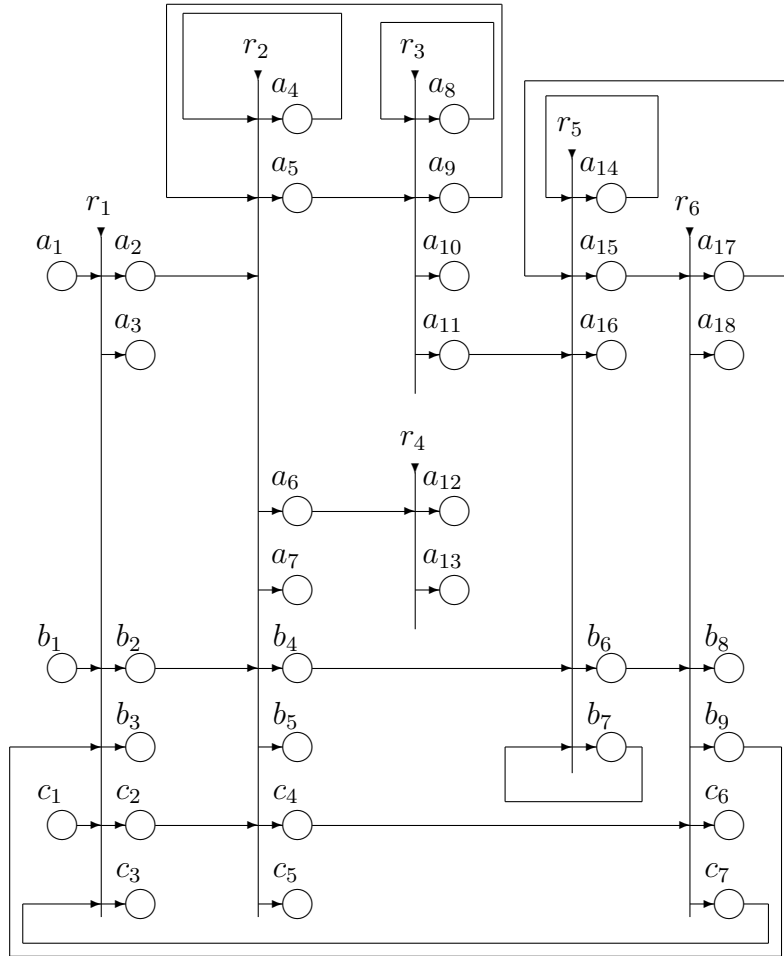 r₂ r₃
a₄ a₈
r₅
a₅ a₉ a₁₄
r₁ r₆
a₁ a₂ a₁₀ a₁₅ a₁₇
a₃ a₁₁ a₁₆ a₁₈
r₄
a₆ a₁₂
a₇ a₁₃
b₁ b₂ b₄ b₆ b₈
b₃ b₅ b₇ b₉
c₁ c₂ c₄ c₆
c₃ c₅ c₇